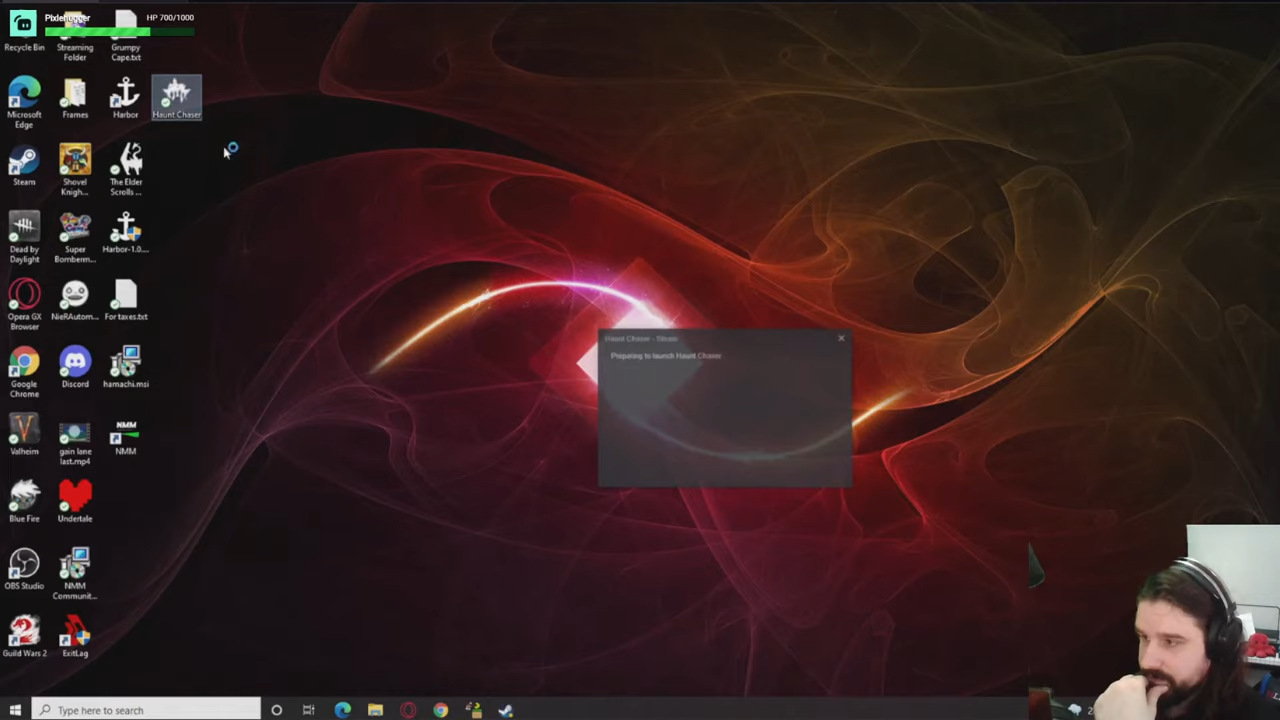 Pixlenugger HP 700/1000
Recycle Bin
Streaming
Folder
Grumpy
Cape.txt
Microsoft
Edge
Frames
Harbor
Haunt Chaser
Steam
Shovel
Knigh...
The Elder
Scrolls ...
Dead by
Daylight
Super
Bomberm...
Harbor-1.0....
Opera GX
Browser
NieRAutom...
For taxes.txt
Google
Chrome
Discord
hamachi.msi
Valheim
gain lane
last.mp4
NMM
NMM
Blue Fire
Undertale
OBS Studio
NMM
Communit...
Guild Wars 2
ExitLag
Haunt Chaser - Steam
Preparing to launch Haunt Chaser
Type here to search